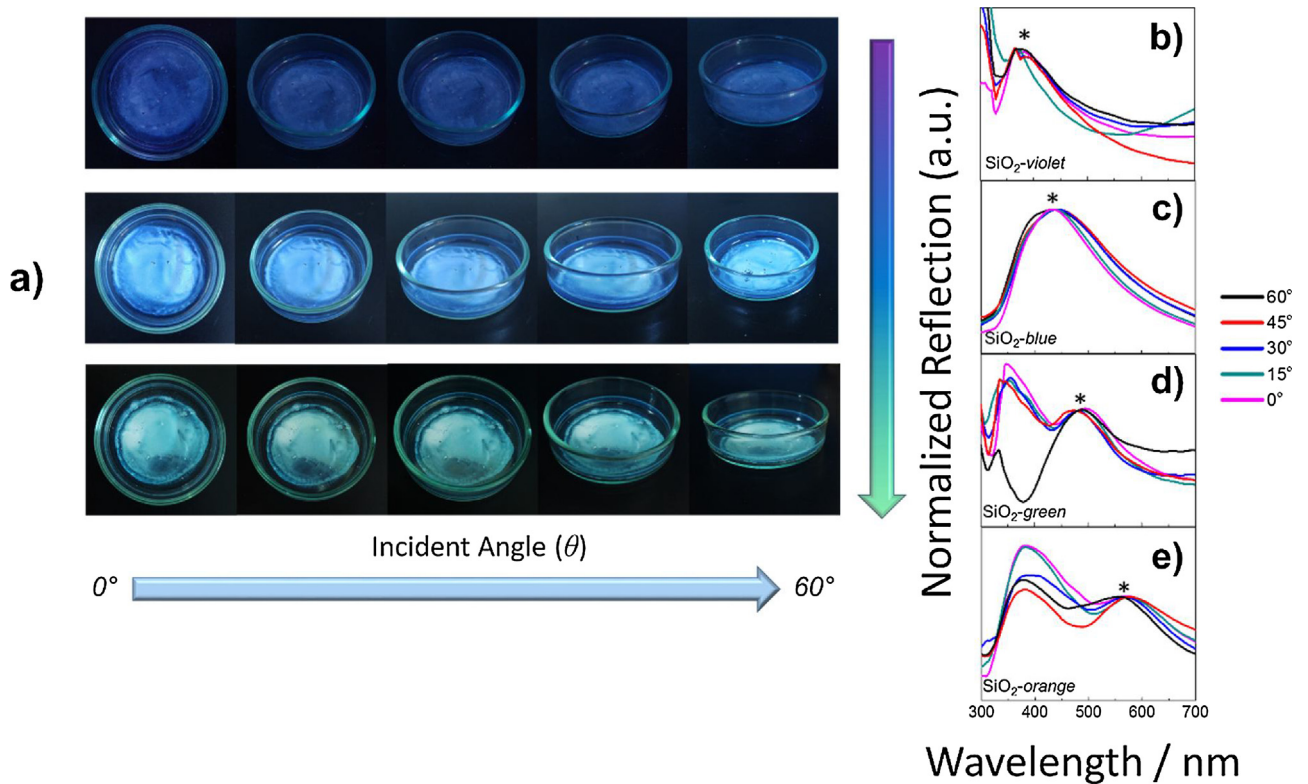 a)
Incident Angle (θ)
0°
60°
Normalized Reflection (a.u.)
b)
*
SiO₂-violet
c)
*
SiO₂-blue
d)
*
SiO₂-green
e)
*
SiO₂-orange
300 400 500 600 700
Wavelength / nm
60°
45°
30°
15°
0°